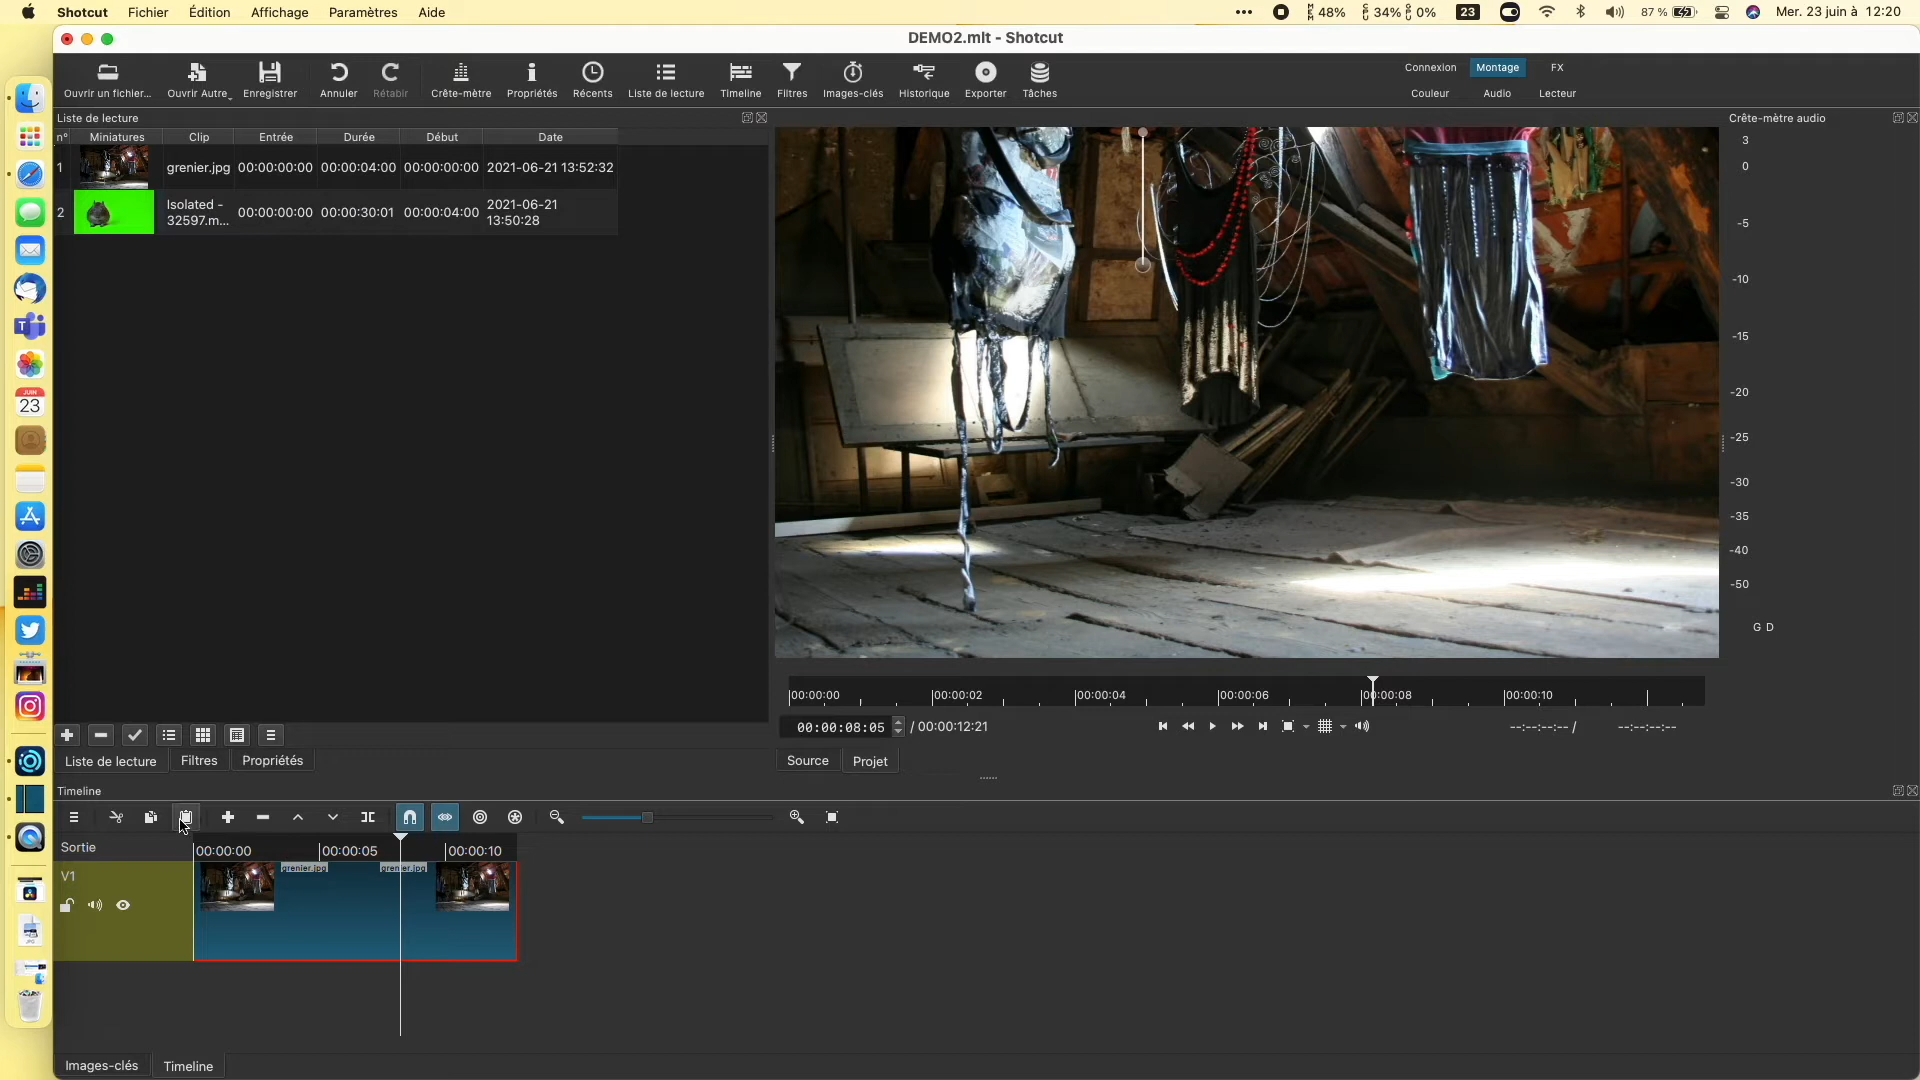 Shotcut Fichier Édition Affichage Paramètres Aide
48% 34% 0% 23 87 % Mer. 23 juin à 12:20
DEMO2.mlt - Shotcut
Ouvrir un fichier... Ouvrir Autre Enregistrer Annuler Rétablir Crête-mètre Propriétés Récents Liste de lecture Timeline Filtres Images-clés Historique Exporter Tâches
Connexion Montage FX
Couleur Audio Lecteur
Liste de lecture
Crête-mètre audio
n° Miniatures Clip Entrée Durée Début Date
1 grenier.jpg 00:00:00:00 00:00:04:00 00:00:00:00 2021-06-21 13:52:32
2 Isolated - 32597.m... 00:00:00:00 00:00:30:01 00:00:04:00 2021-06-21 13:50:28
3
0
-5
-10
-15
-20
-25
-30
-35
-40
-50
G D
JUIN
23
00:00:00 00:00:02 00:00:04 00:00:06 00:00:08 00:00:10
00:00:08:05 / 00:00:12:21 --:--:--:-- / --:--:--:--
Liste de lecture Filtres Propriétés
Source Projet
Timeline
Sortie
00:00:00 00:00:05 00:00:10
V1
grenier.jpg grenier.jpg
Images-clés Timeline